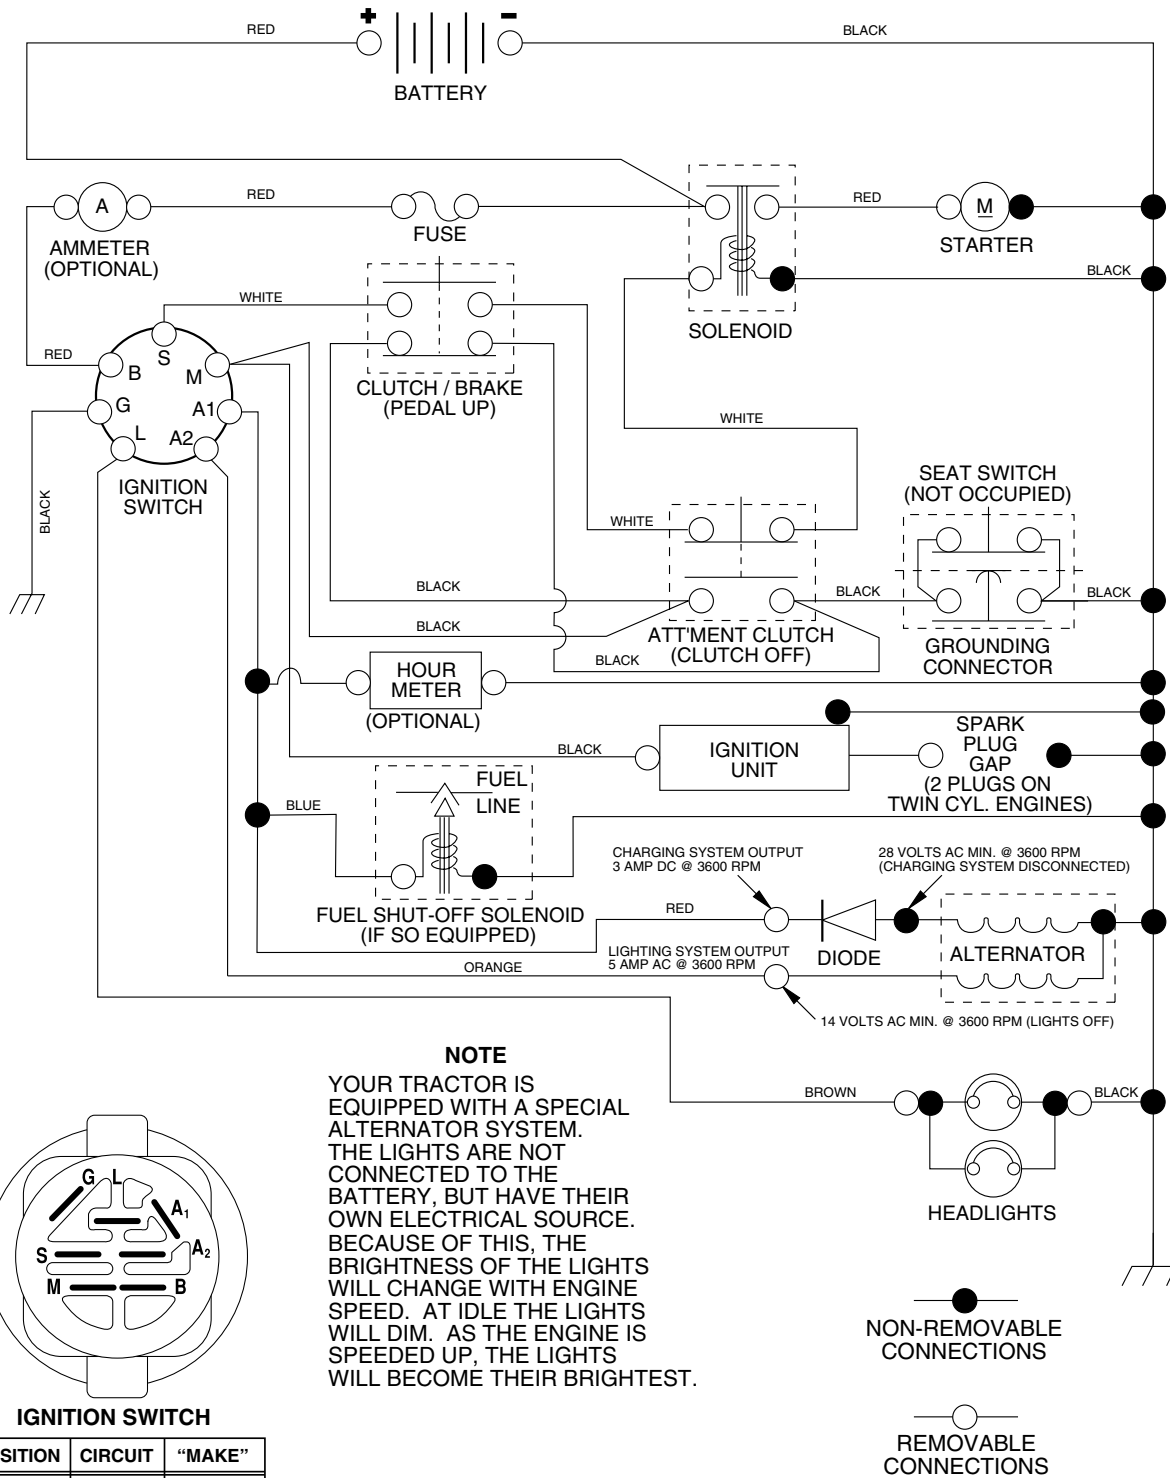 + -
RED
BLACK
BATTERY
A
RED
FUSE
RED
M
AMMETER
(OPTIONAL)
STARTER
BLACK
WHITE
SOLENOID
RED
S
B
M
G
A1
L
A2
CLUTCH / BRAKE
(PEDAL UP)
WHITE
IGNITION
SWITCH
BLACK
SEAT SWITCH
(NOT OCCUPIED)
WHITE
BLACK
BLACK
BLACK
BLACK
ATT'MENT CLUTCH
(CLUTCH OFF)
BLACK
GROUNDING
CONNECTOR
HOUR
METER
(OPTIONAL)
BLACK
IGNITION
UNIT
SPARK
PLUG
GAP
(2 PLUGS ON
TWIN CYL. ENGINES)
FUEL
LINE
BLUE
CHARGING SYSTEM OUTPUT
3 AMP DC @ 3600 RPM
28 VOLTS AC MIN. @ 3600 RPM
(CHARGING SYSTEM DISCONNECTED)
FUEL SHUT-OFF SOLENOID
(IF SO EQUIPPED)
RED
DIODE
ALTERNATOR
LIGHTING SYSTEM OUTPUT
5 AMP AC @ 3600 RPM
ORANGE
14 VOLTS AC MIN. @ 3600 RPM (LIGHTS OFF)
NOTE
YOUR TRACTOR IS
EQUIPPED WITH A SPECIAL
ALTERNATOR SYSTEM.
THE LIGHTS ARE NOT
CONNECTED TO THE
BATTERY, BUT HAVE THEIR
OWN ELECTRICAL SOURCE.
BECAUSE OF THIS, THE
BRIGHTNESS OF THE LIGHTS
WILL CHANGE WITH ENGINE
SPEED. AT IDLE THE LIGHTS
WILL DIM. AS THE ENGINE IS
SPEEDED UP, THE LIGHTS
WILL BECOME THEIR BRIGHTEST.
BROWN
BLACK
HEADLIGHTS
G L
A1
S
A2
M
B
IGNITION SWITCH
SITION CIRCUIT “MAKE”
NON-REMOVABLE
CONNECTIONS
REMOVABLE
CONNECTIONS